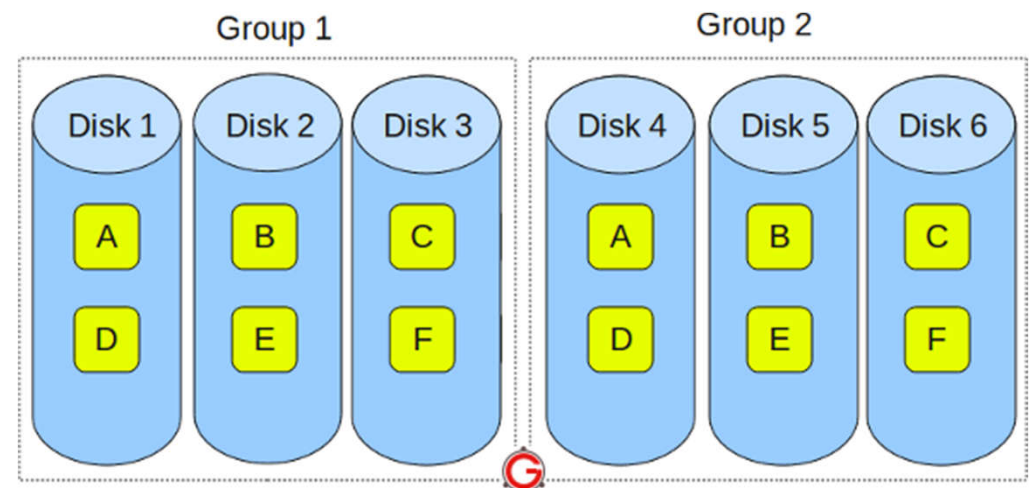 Group 1 Group 2
Disk 1 Disk 2 Disk 3 Disk 4 Disk 5 Disk 6
A B C A B C
D E F D E F
G